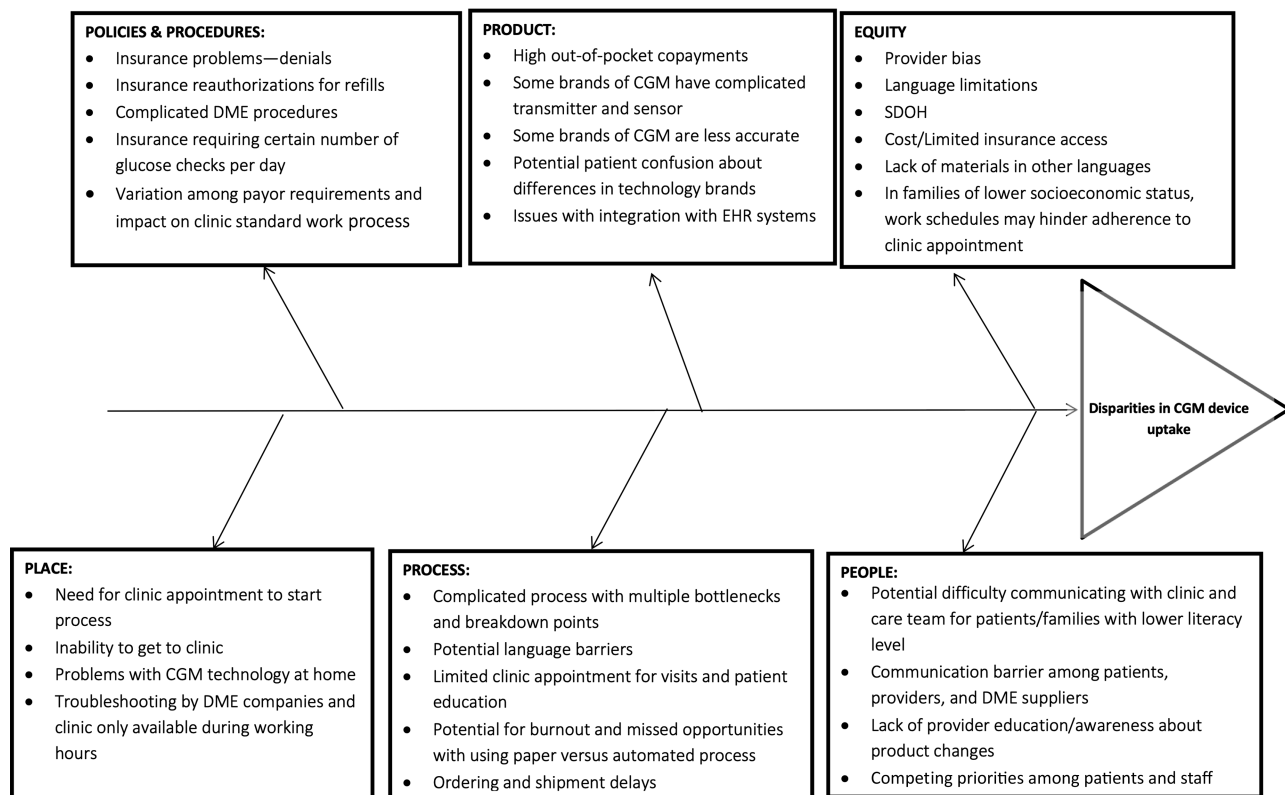 POLICIES & PROCEDURES:
• Insurance problems—denials
• Insurance reauthorizations for refills
• Complicated DME procedures
• Insurance requiring certain number of
glucose checks per day
• Variation among payor requirements and
impact on clinic standard work process
PRODUCT:
• High out-of-pocket copayments
• Some brands of CGM have complicated
transmitter and sensor
• Some brands of CGM are less accurate
• Potential patient confusion about
differences in technology brands
• Issues with integration with EHR systems
EQUITY
• Provider bias
• Language limitations
• SDOH
• Cost/Limited insurance access
• Lack of materials in other languages
• In families of lower socioeconomic status,
work schedules may hinder adherence to
clinic appointment
Disparities in CGM device
uptake
PLACE:
• Need for clinic appointment to start
process
• Inability to get to clinic
• Problems with CGM technology at home
• Troubleshooting by DME companies and
clinic only available during working
hours
PROCESS:
• Complicated process with multiple bottlenecks
and breakdown points
• Potential language barriers
• Limited clinic appointment for visits and patient
education
• Potential for burnout and missed opportunities
with using paper versus automated process
• Ordering and shipment delays
PEOPLE:
• Potential difficulty communicating with clinic and
care team for patients/families with lower literacy
level
• Communication barrier among patients,
providers, and DME suppliers
• Lack of provider education/awareness about
product changes
• Competing priorities among patients and staff